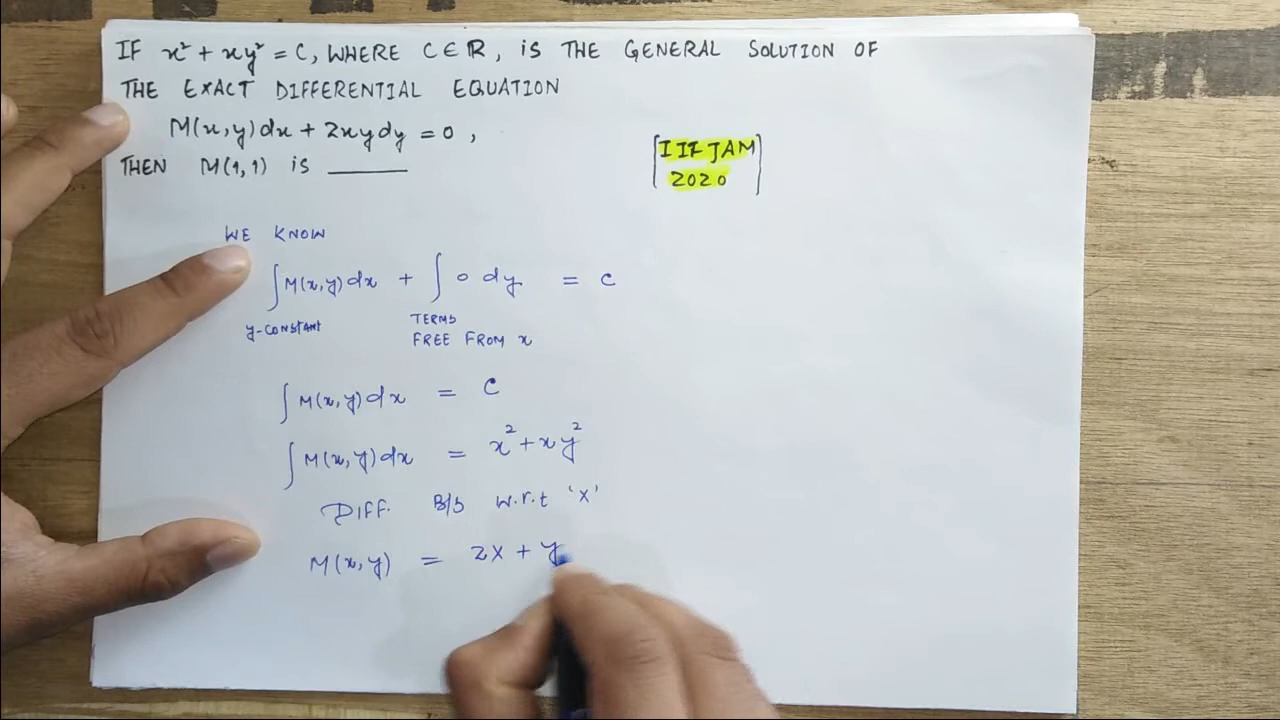 IF x² + xy² = C, WHERE C∈ℝ, IS THE GENERAL SOLUTION OF
THE EXACT DIFFERENTIAL EQUATION
M(x,y)dx + 2xydy = 0,
THEN M(1,1) IS ______
[IIT JAM
2020]
WE KNOW
∫M(x,y)dx + ∫0 dy = C
y-CONSTANT TERMS
FREE FROM x
∫M(x,y)dx = C
∫M(x,y)dx = x² + xy²
DIFF. B/S w.r.t 'x'
M(x,y) = 2x + y